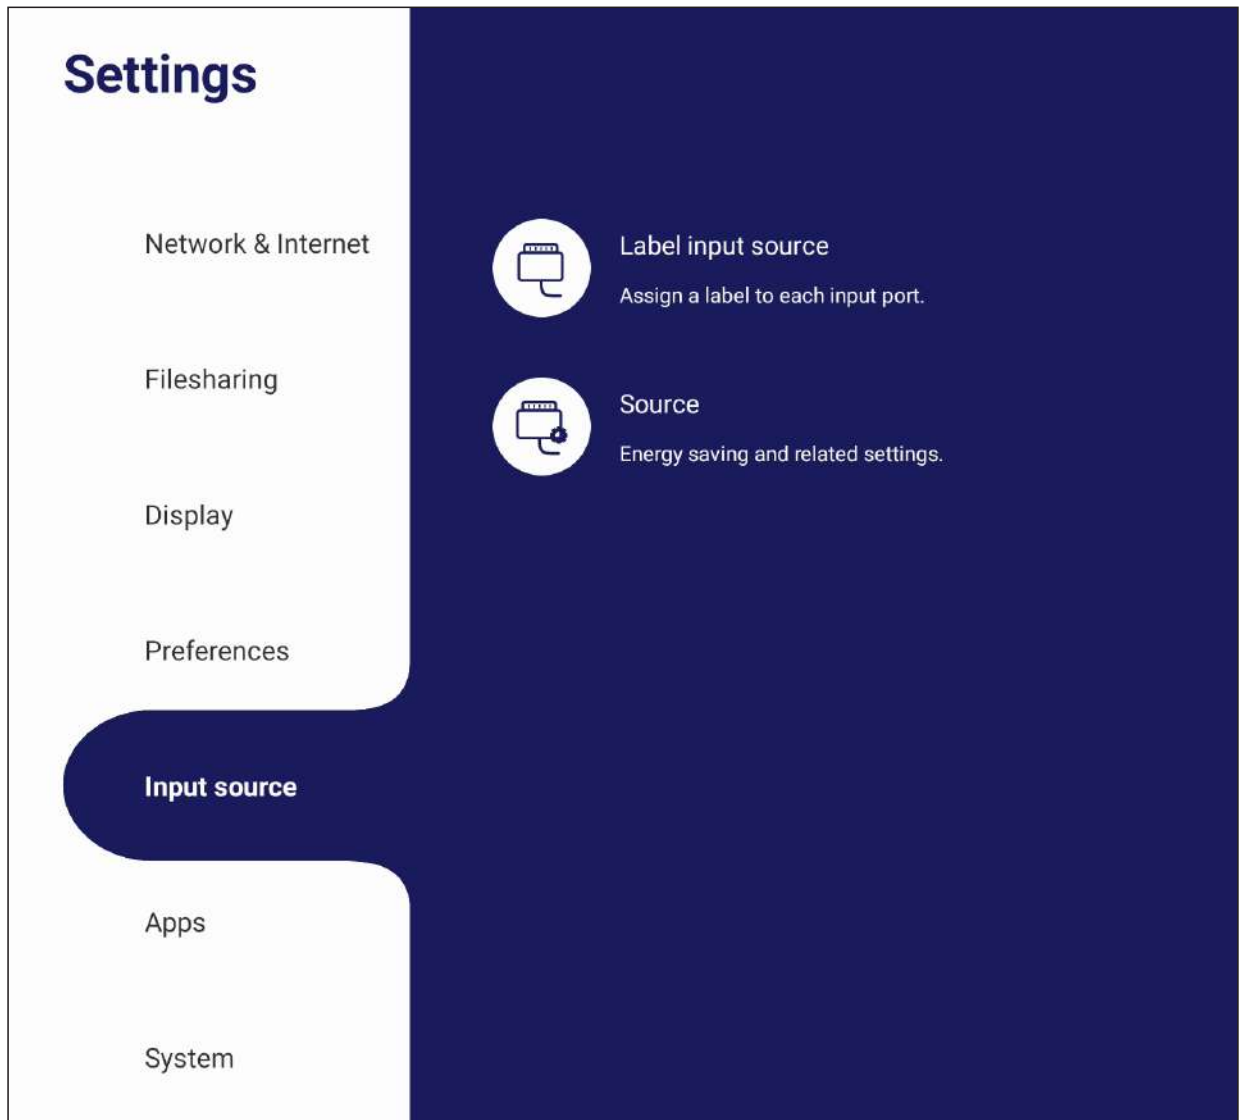 Settings
Network & Internet
Filesharing
Display
Preferences
Input source
Apps
System
Label input source
Assign a label to each input port.
Source
Energy saving and related settings.